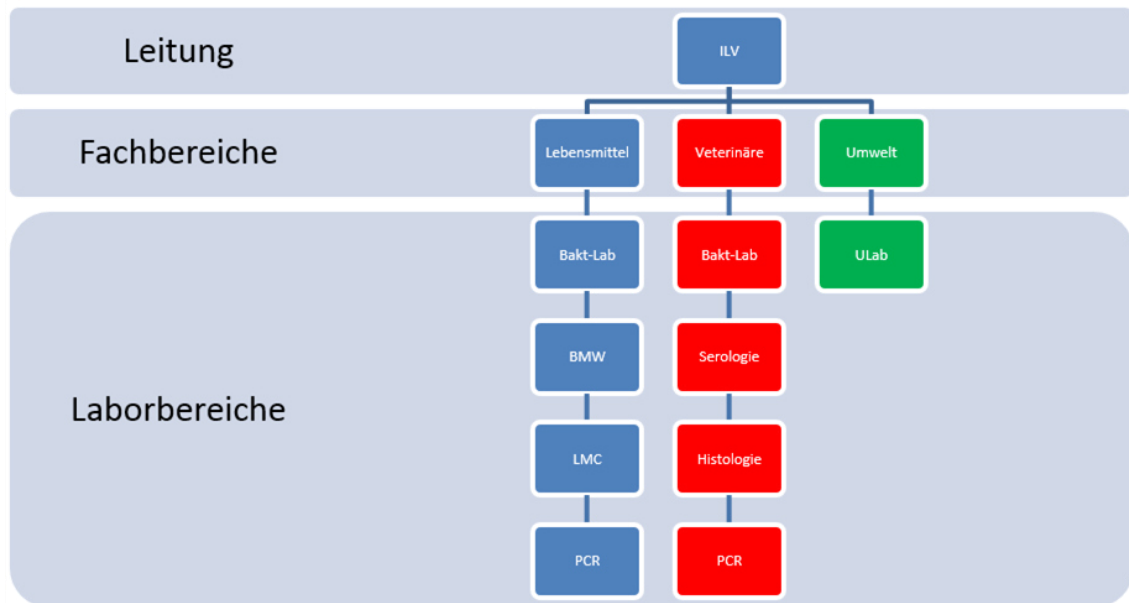 Leitung
ILV
Fachbereiche
Lebensmittel
Veterinäre
Umwelt
Laborbereiche
Bakt-Lab
Bakt-Lab
ULab
BMW
Serologie
LMC
Histologie
PCR
PCR